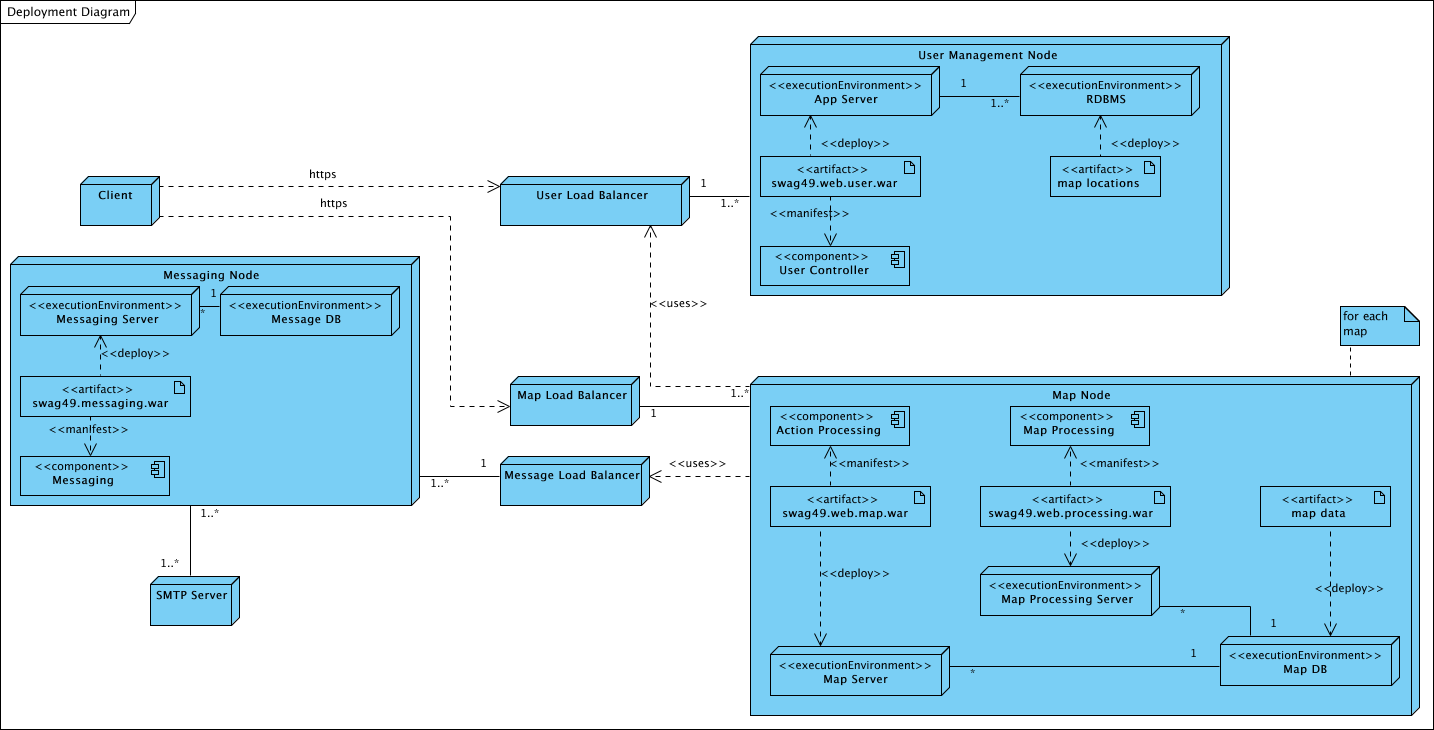 Deployment Diagram
User Management Node
<<executionEnvironment>>
App Server
1
1..*
<<executionEnvironment>>
RDBMS
<<deploy>>
<<deploy>>
<<artifact>>
swag49.web.user.war
<<artifact>>
map locations
<<manifest>>
<<component>>
User Controller
Client
https
https
User Load Balancer
1
1..*
Messaging Node
<<executionEnvironment>>
Messaging Server
1
*
<<executionEnvironment>>
Message DB
<<deploy>>
<<artifact>>
swag49.messaging.war
<<manifest>>
<<component>>
Messaging
<<uses>>
for each
map
Map Load Balancer
1..*
1
Message Load Balancer
1
1..*
<<uses>>
1..*
1..*
SMTP Server
Map Node
<<component>>
Action Processing
<<component>>
Map Processing
<<manifest>>
<<manifest>>
<<artifact>>
swag49.web.map.war
<<artifact>>
swag49.web.processing.war
<<artifact>>
map data
<<deploy>>
<<deploy>>
<<deploy>>
<<executionEnvironment>>
Map Processing Server
*
1
<<executionEnvironment>>
Map Server
*
1
<<executionEnvironment>>
Map DB